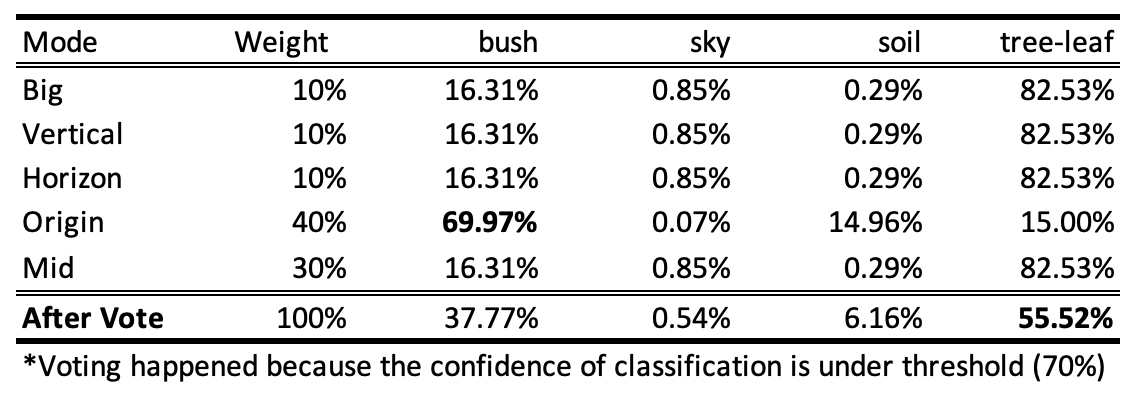 Mode Weight bush sky soil tree-leaf
Big 10% 16.31% 0.85% 0.29% 82.53%
Vertical 10% 16.31% 0.85% 0.29% 82.53%
Horizon 10% 16.31% 0.85% 0.29% 82.53%
Origin 40% 69.97% 0.07% 14.96% 15.00%
Mid 30% 16.31% 0.85% 0.29% 82.53%
After Vote 100% 37.77% 0.54% 6.16% 55.52%
*Voting happened because the confidence of classification is under threshold (70%)